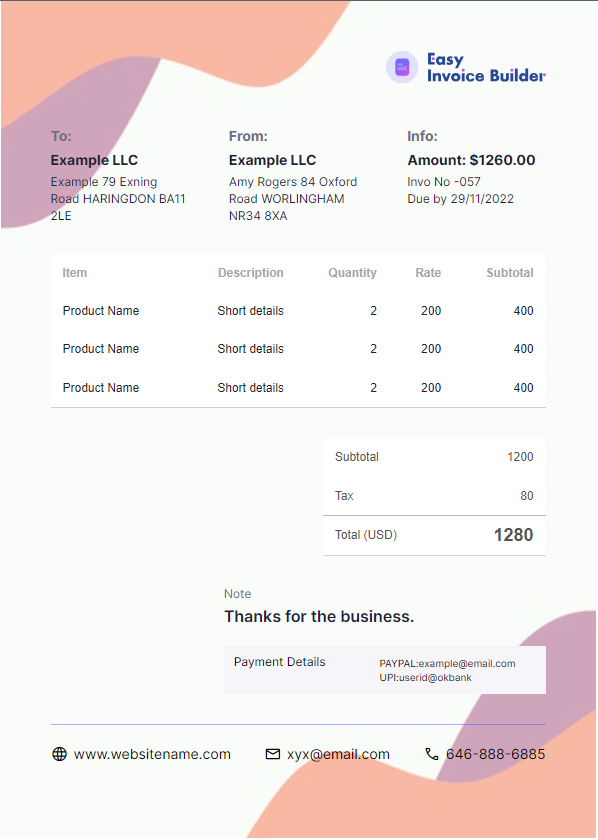 Easy
Invoice Builder
To:
Example LLC
Example 79 Exning
Road HARINGDON BA11
2LE
From:
Example LLC
Amy Rogers 84 Oxford
Road WORLINGHAM
NR34 8XA
Info:
Amount: $1260.00
Invo No -057
Due by 29/11/2022
Item Description Quantity Rate Subtotal
Product Name Short details 2 200 400
Product Name Short details 2 200 400
Product Name Short details 2 200 400
Subtotal 1200
Tax 80
Total (USD) 1280
Note
Thanks for the business.
Payment Details
PAYPAL:example@email.com
UPI:userid@okbank
www.websitename.com xyx@email.com 646-888-6885